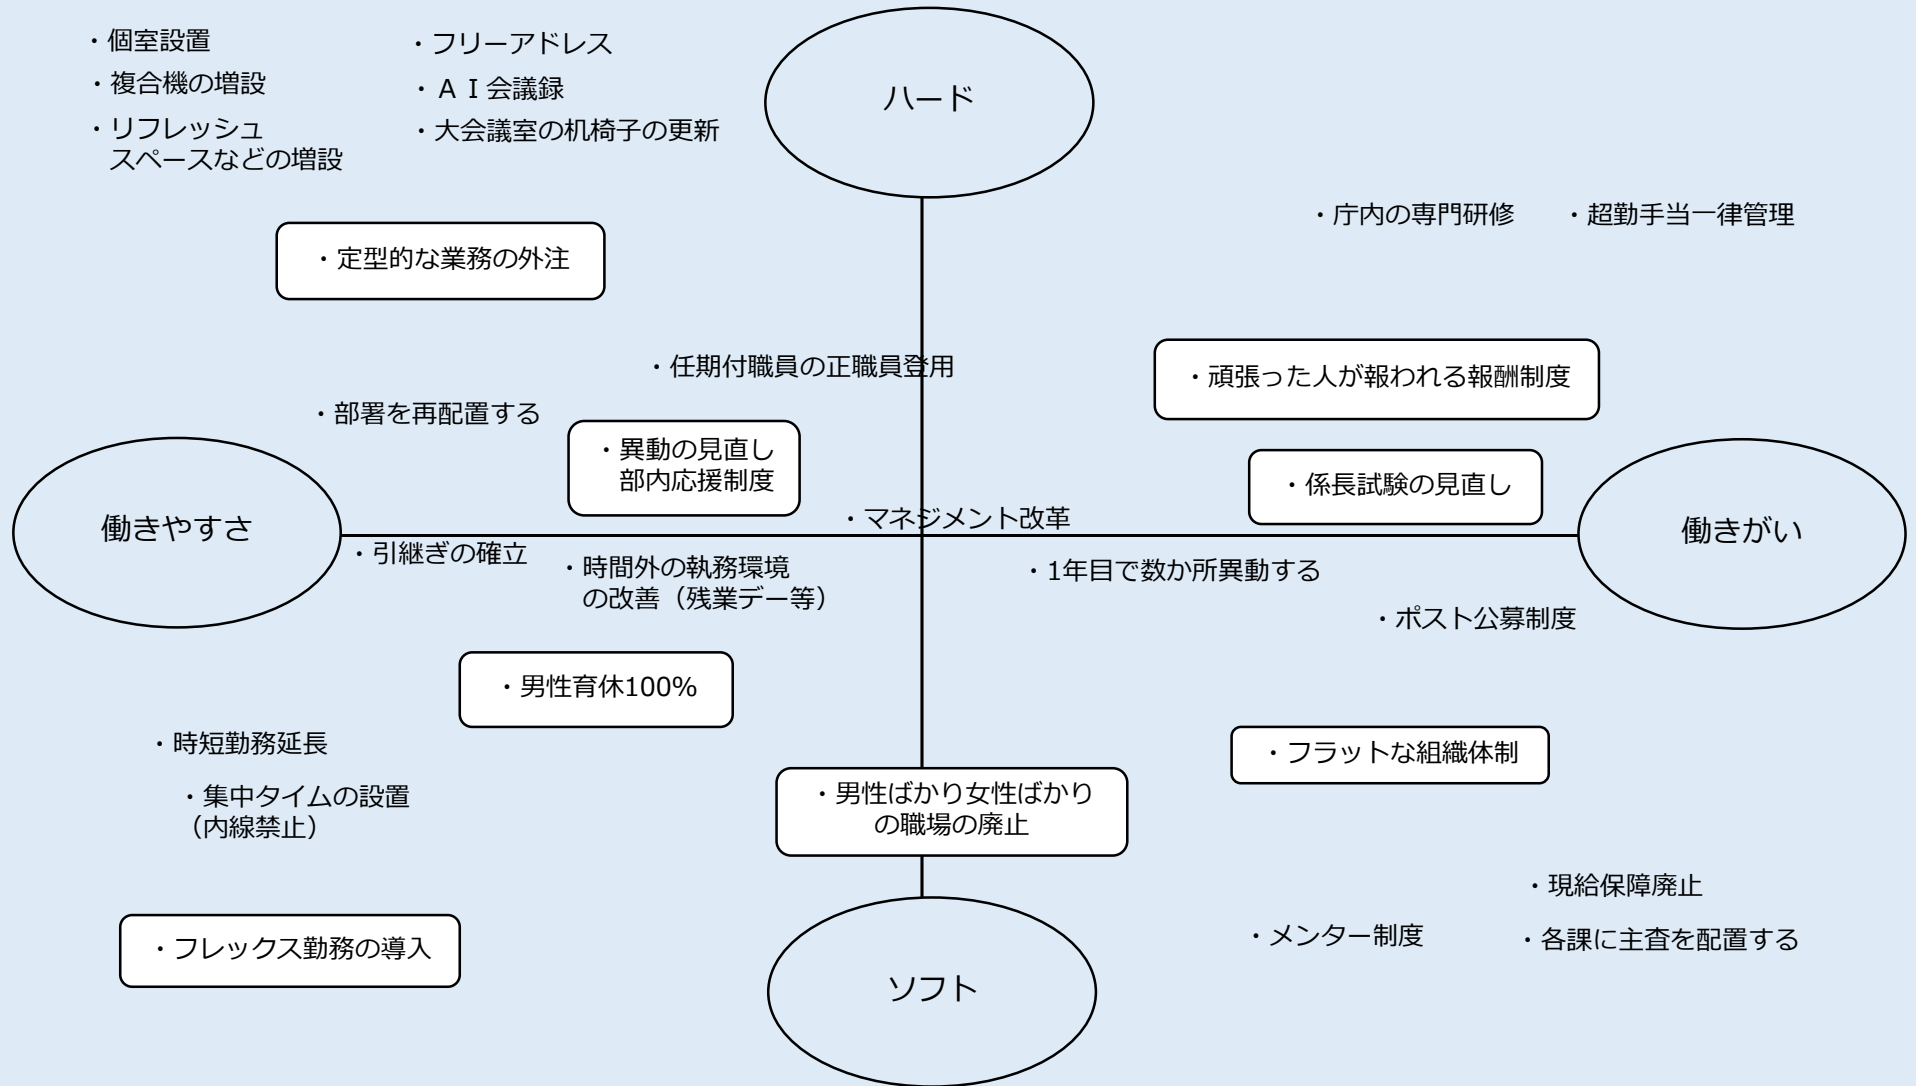 ・個室設置
・フリーアドレス
・複合機の増設
・ＡＩ会議録
・リフレッシュ
スペースなどの増設
・大会議室の机椅子の更新
ハード
・庁内の専門研修
・超勤手当一律管理
・定型的な業務の外注
・任期付職員の正職員登用
・頑張った人が報われる報酬制度
・部署を再配置する
・異動の見直し
部内応援制度
・係長試験の見直し
働きやすさ
・マネジメント改革
働きがい
・引継ぎの確立
・時間外の執務環境
の改善（残業デー等）
・1年目で数か所異動する
・ポスト公募制度
・男性育休100%
・時短勤務延長
・フラットな組織体制
・集中タイムの設置
（内線禁止）
・男性ばかり女性ばかり
の職場の廃止
・現給保障廃止
・フレックス勤務の導入
・メンター制度
・各課に主査を配置する
ソフト